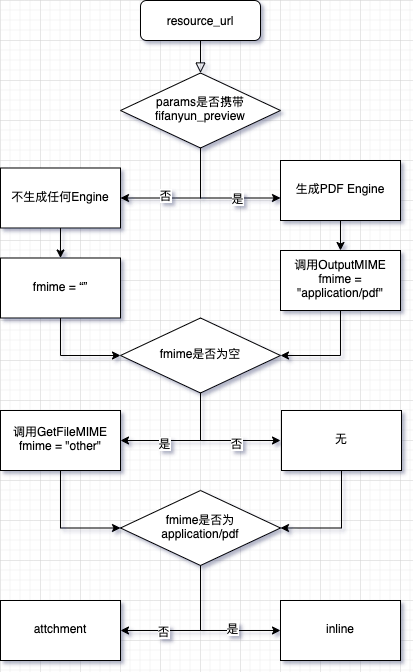 resource_url
params是否携带
fifanyun_preview
否
是
不生成任何Engine
生成PDF Engine
fmime = “”
调用OutputMIME
fmime =
"application/pdf"
fmime是否为空
调用GetFileMIME
fmime = "other"
是
否
无
fmime是否为
application/pdf
attchment
否
是
inline